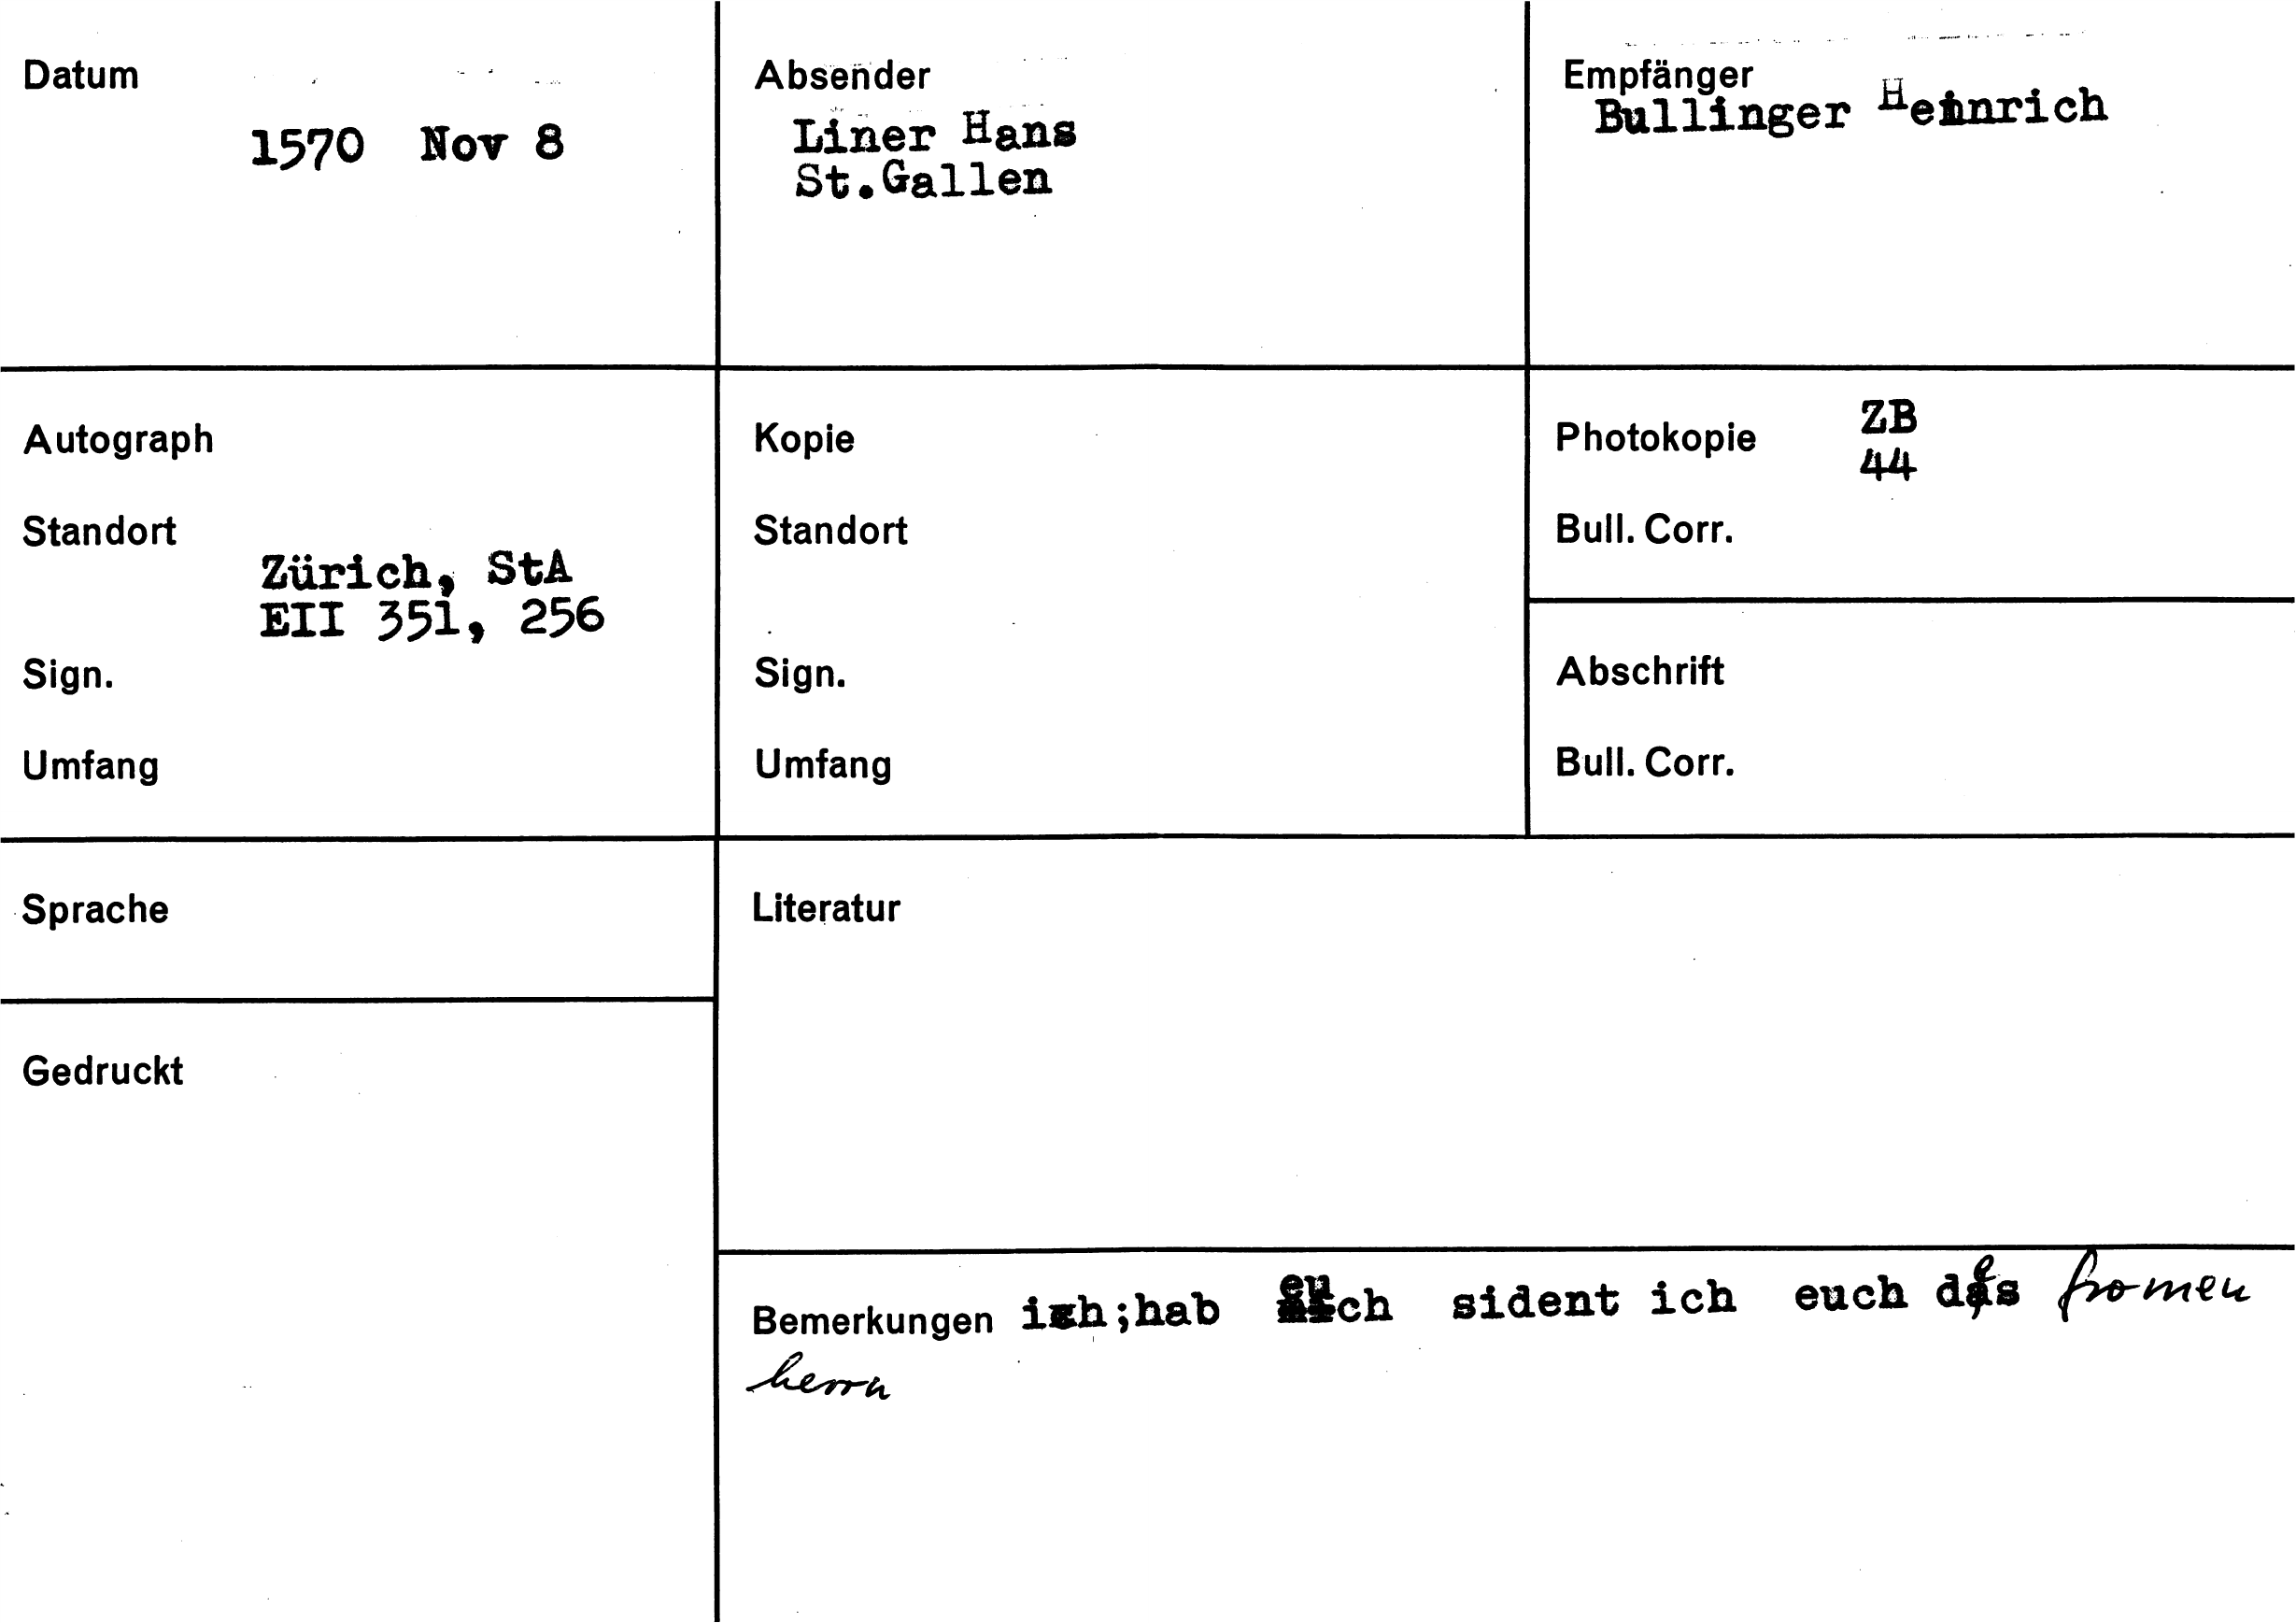 Datum
1570 Nov 8
Absender
Liner Hans
St.Gallen
Empfänger
Bullinger Heinrich
Autograph
Standort
Zürich, StA
EII 351, 256
Sign.
Umfang
Kopie
Standort
Sign.
Umfang
Photokopie ZB
44
Bull. Corr.
Abschrift
Bull. Corr.
Sprache
Gedruckt
Literatur
Bemerkungen ich;hab euch sident ich euch des fromen
herrn